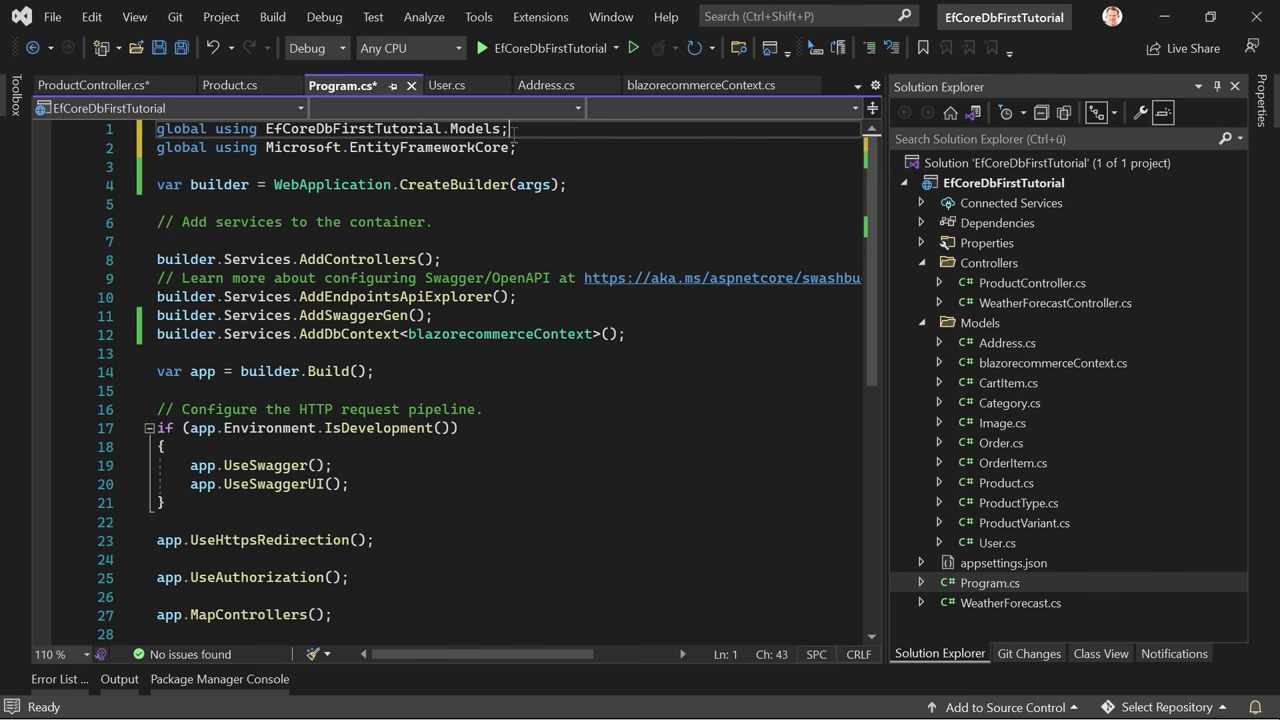 File Edit View Git Project Build Debug Test Analyze Tools Extensions Window Help Search (Ctrl+Shift+P) EfCoreDbFirstTutorial
Debug Any CPU EfCoreDbFirstTutorial Live Share
Toolbox
ProductController.cs* Product.cs Program.cs* User.cs Address.cs blazorecommerceContext.cs
EfCoreDbFirstTutorial
1 global using EfCoreDbFirstTutorial.Models;
2 global using Microsoft.EntityFrameworkCore;
3
4 var builder = WebApplication.CreateBuilder(args);
5
6 // Add services to the container.
7
8 builder.Services.AddControllers();
9 // Learn more about configuring Swagger/OpenAPI at https://aka.ms/aspnetcore/swashbu
10 builder.Services.AddEndpointsApiExplorer();
11 builder.Services.AddSwaggerGen();
12 builder.Services.AddDbContext<blazorecommerceContext>();
13
14 var app = builder.Build();
15
16 // Configure the HTTP request pipeline.
17 if (app.Environment.IsDevelopment())
18 {
19 app.UseSwagger();
20 app.UseSwaggerUI();
21 }
22
23 app.UseHttpsRedirection();
24
25 app.UseAuthorization();
26
27 app.MapControllers();
28
110 % No issues found Ln: 1 Ch: 43 SPC CRLF
Error List ... Output Package Manager Console
Solution Explorer
Search Solution Explorer (Ctrl+ü)
Solution 'EfCoreDbFirstTutorial' (1 of 1 project)
EfCoreDbFirstTutorial
Connected Services
Dependencies
Properties
Controllers
C# ProductController.cs
C# WeatherForecastController.cs
Models
C# Address.cs
C# blazorecommerceContext.cs
C# CartItem.cs
C# Category.cs
C# Image.cs
C# Order.cs
C# OrderItem.cs
C# Product.cs
C# ProductType.cs
C# ProductVariant.cs
C# User.cs
appsettings.json
C# Program.cs
C# WeatherForecast.cs
Solution Explorer Git Changes Class View Notifications
Properties
Ready Add to Source Control Select Repository